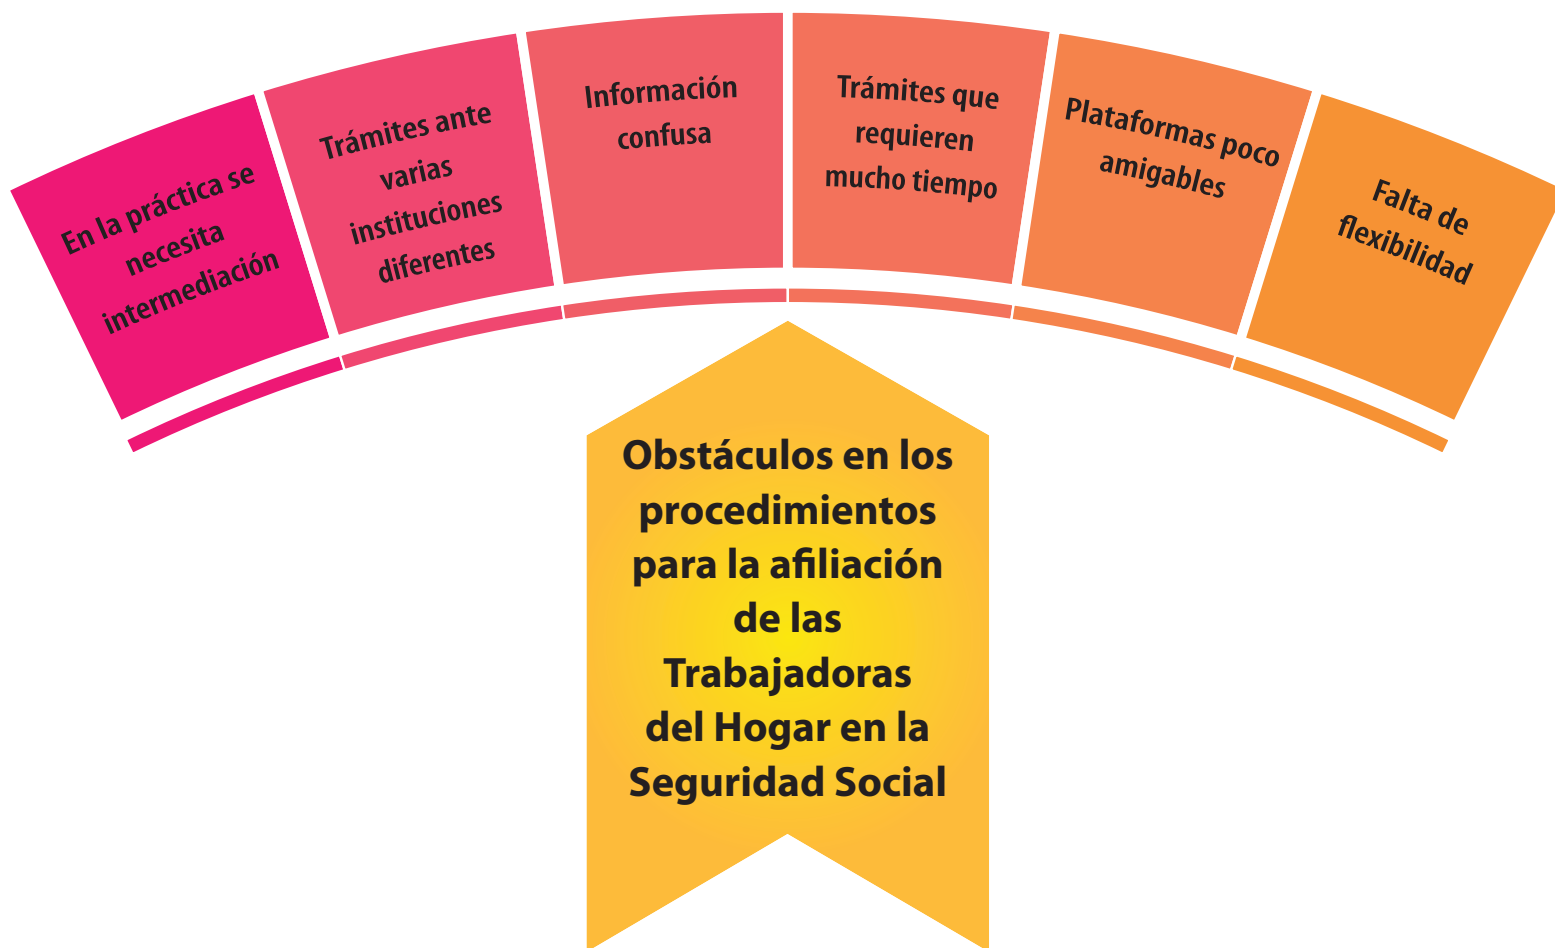 En la práctica se
necesita
intermediación
Trámites ante
varias
instituciones
diferentes
Información
confusa
Trámites que
requieren
mucho tiempo
Plataformas poco
amigables
Falta de
flexibilidad
Obstáculos en los
procedimientos
para la afiliación
de las
Trabajadoras
del Hogar en la
Seguridad Social